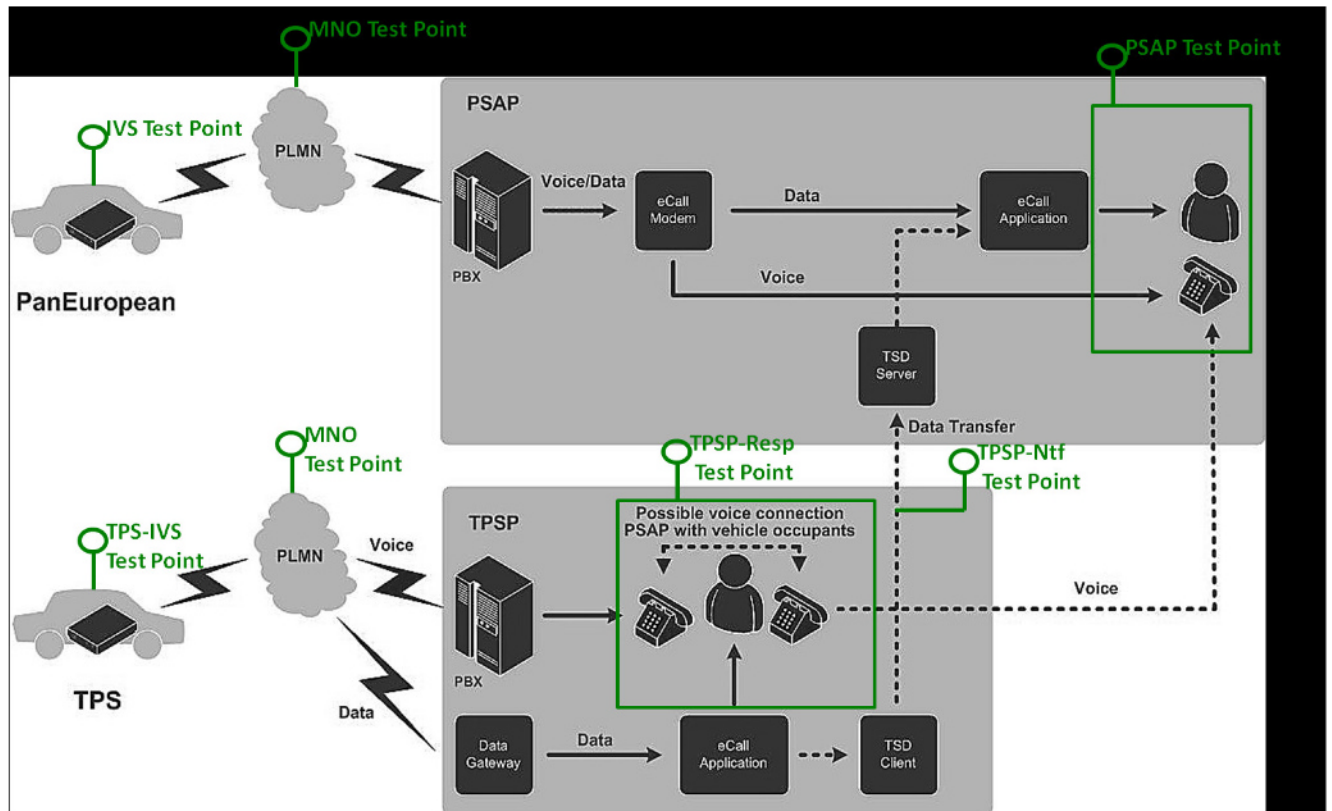 MNO Test Point
PSAP Test Point
IVS Test Point
PLMN
PSAP
PBX
Voice/Data
eCall
Modem
Data
eCall
Application
Voice
PanEuropean
TSD
Server
Data Transfer
MNO
Test Point
TPSP-Resp
Test Point
TPSP-Ntf
Test Point
TPS-IVS
Test Point
PLMN
Voice
TPSP
Possible voice connection
PSAP with vehicle occupants
PBX
Voice
TPS
Data
Data
Gateway
Data
eCall
Application
TSD
Client